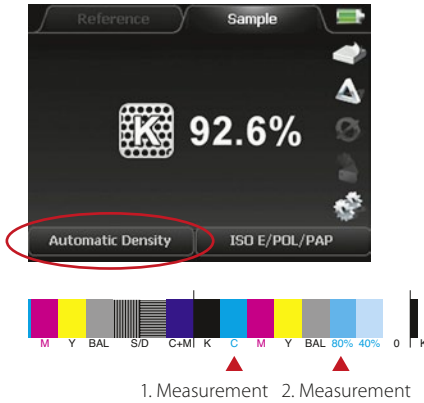 Reference Sample
K 92.6%
Automatic Density ISO E/POL/PAP
M Y BAL S/D C+M K C M Y BAL 80% 40% 0 K
1. Measurement 2. Measurement